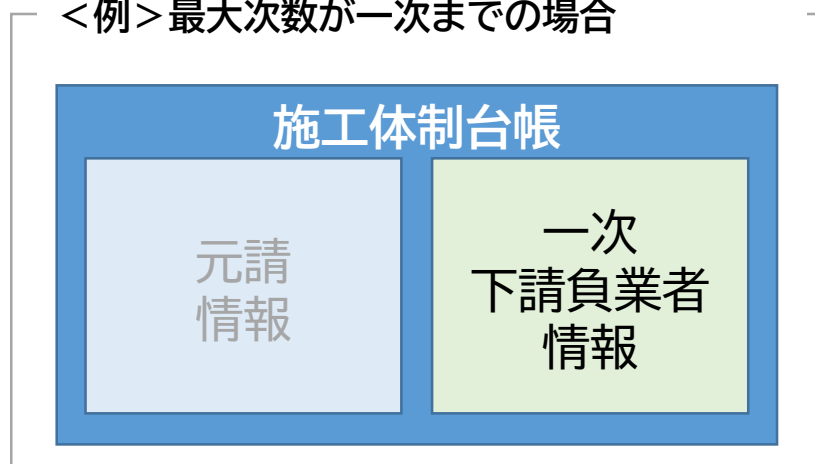 ＜例＞最大次数が一次までの場合
施工体制台帳
元請
情報
一次
下請負業者
情報